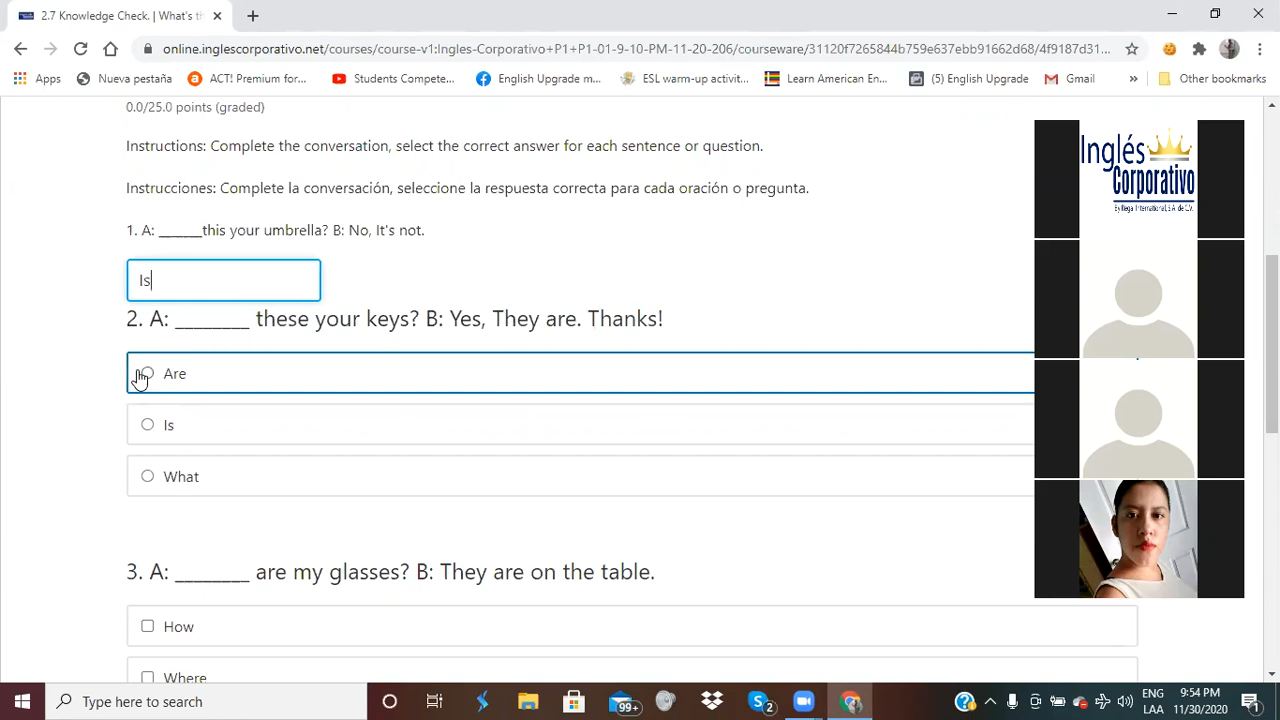 2.7 Knowledge Check. | What's th
online.inglescorporativo.net/courses/course-v1:Ingles-Corporativo+P1+P1-01-9-10-PM-11-20-206/courseware/31120f7265844b759e637ebb91662d68/4f9187d31...
Apps
Nueva pestaña
ACT! Premium for...
Students Compete...
English Upgrade m...
ESL warm-up activit...
Learn American En...
(5) English Upgrade
Gmail
»
Other bookmarks
0.0/25.0 points (graded)
Instructions: Complete the conversation, select the correct answer for each sentence or question.
Instrucciones: Complete la conversación, seleccione la respuesta correcta para cada oración o pregunta.
1. A: ______this your umbrella? B: No, It's not.
Is
2. A: ________ these your keys? B: Yes, They are. Thanks!
Are
Is
What
3. A: ________ are my glasses? B: They are on the table.
How
Where
Inglés
Corporativo
Type here to search
99+
2
ENG
LAA
9:54 PM
11/30/2020
1